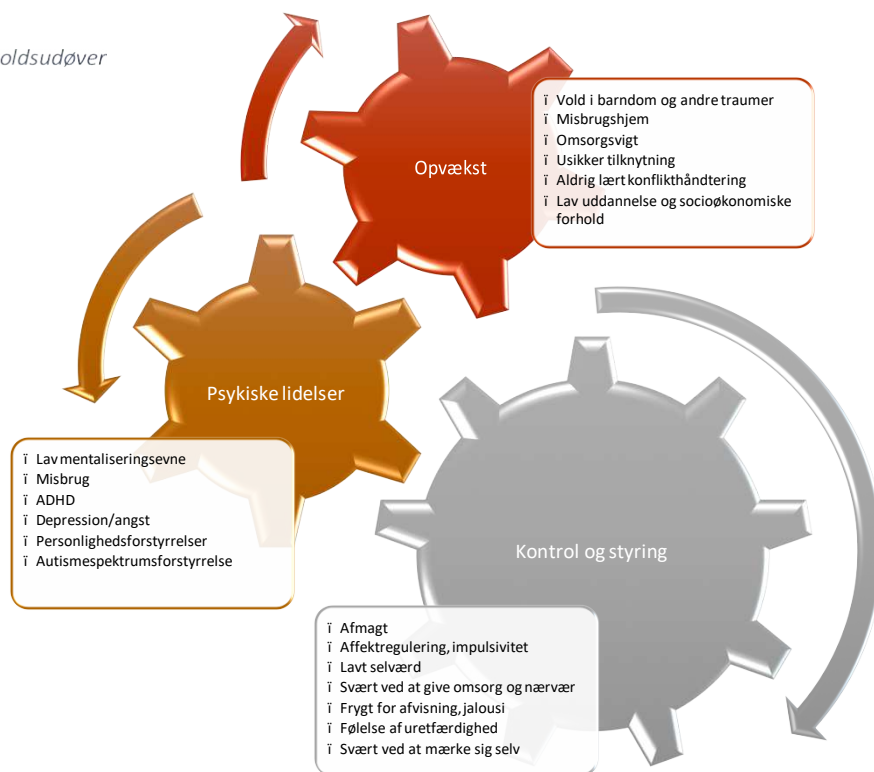 oldsudøver
Opvækst
ï Vold i barndom og andre traumer
ï Misbrugshjem
ï Omsorgsvigt
ï Usikker tilknytning
ï Aldrig lært konflikthåndtering
ï Lav uddannelse og socioøkonomiske
forhold
Psykiske lidelser
ï Lav mentaliseringsevne
ï Misbrug
ï ADHD
ï Depression/angst
ï Personlighedsforstyrrelser
ï Autismespektrumsforstyrrelse
Kontrol og styring
ï Afmagt
ï Affektregulering, impulsivitet
ï Lavt selværd
ï Svært ved at give omsorg og nærvær
ï Frygt for afvisning, jalousi
ï Følelse af uretfærdighed
ï Svært ved at mærke sig selv